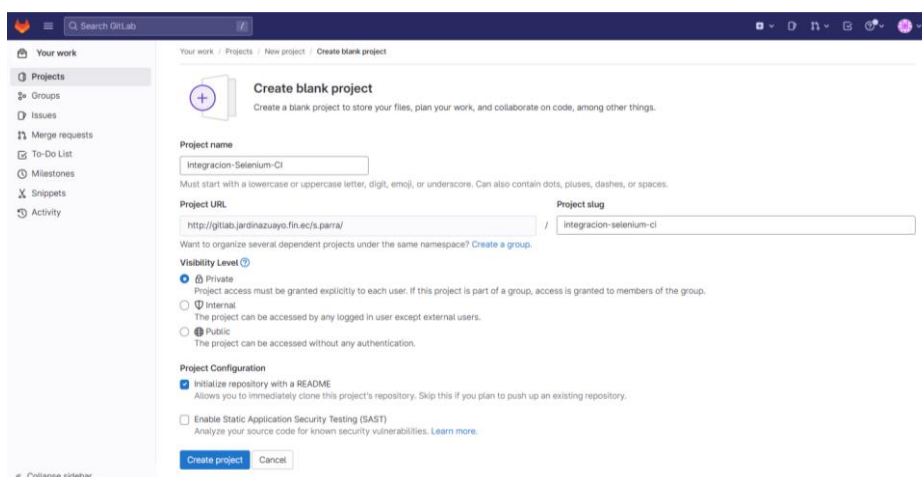 Search GitLab
/
Your work
Projects
Groups
Issues
Merge requests
To-Do List
Milestones
Snippets
Activity
Collapse sidebar
Your work / Projects / New project / Create blank project
Create blank project
Create a blank project to store your files, plan your work, and collaborate on code, among other things.
Project name
Integracion-Selenium-CI
Must start with a lowercase or uppercase letter, digit, emoji, or underscore. Can also contain dots, pluses, dashes, or spaces.
Project URL
http://gitlab.jardinazuayo.fin.ec/s.parra/
/
Project slug
integracion-selenium-ci
Want to organize several dependent projects under the same namespace? Create a group.
Visibility Level
Private
Project access must be granted explicitly to each user. If this project is part of a group, access is granted to members of the group.
Internal
The project can be accessed by any logged in user except external users.
Public
The project can be accessed without any authentication.
Project Configuration
Initialize repository with a README
Allows you to immediately clone this project's repository. Skip this if you plan to push up an existing repository.
Enable Static Application Security Testing (SAST)
Analyze your source code for known security vulnerabilities. Learn more.
Create project
Cancel